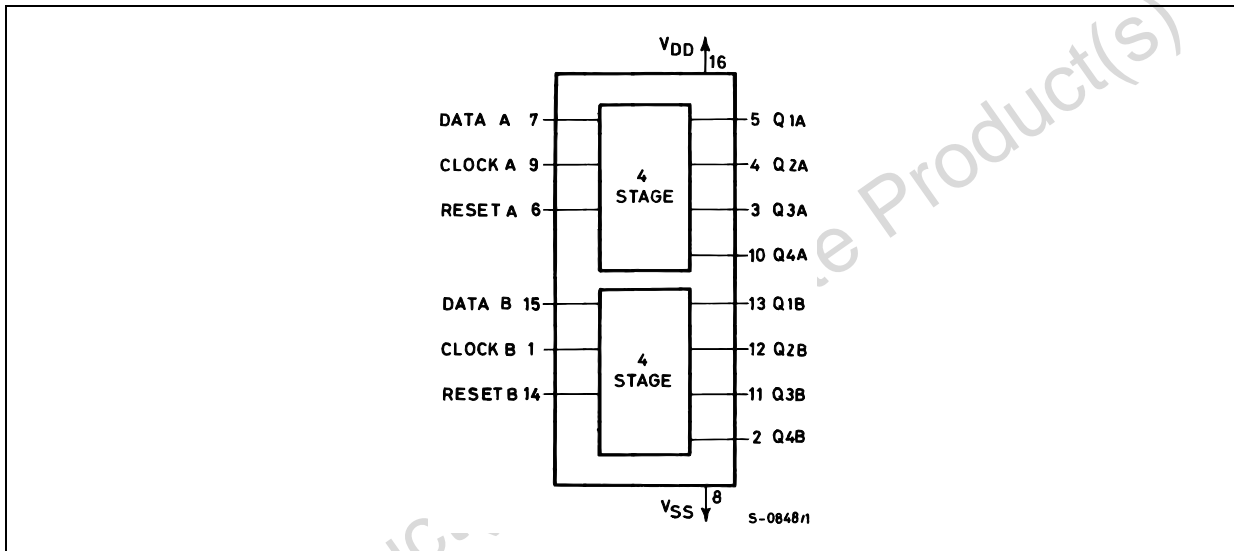 VDD
16
DATA A 7
5 Q1A
CLOCK A 9
4 Q2A
4
STAGE
RESET A 6
3 Q3A
10 Q4A
DATA B 15
13 Q1B
CLOCK B 1
12 Q2B
4
STAGE
RESET B 14
11 Q3B
2 Q4B
8
VSS
S-0848/1
e Product(s)